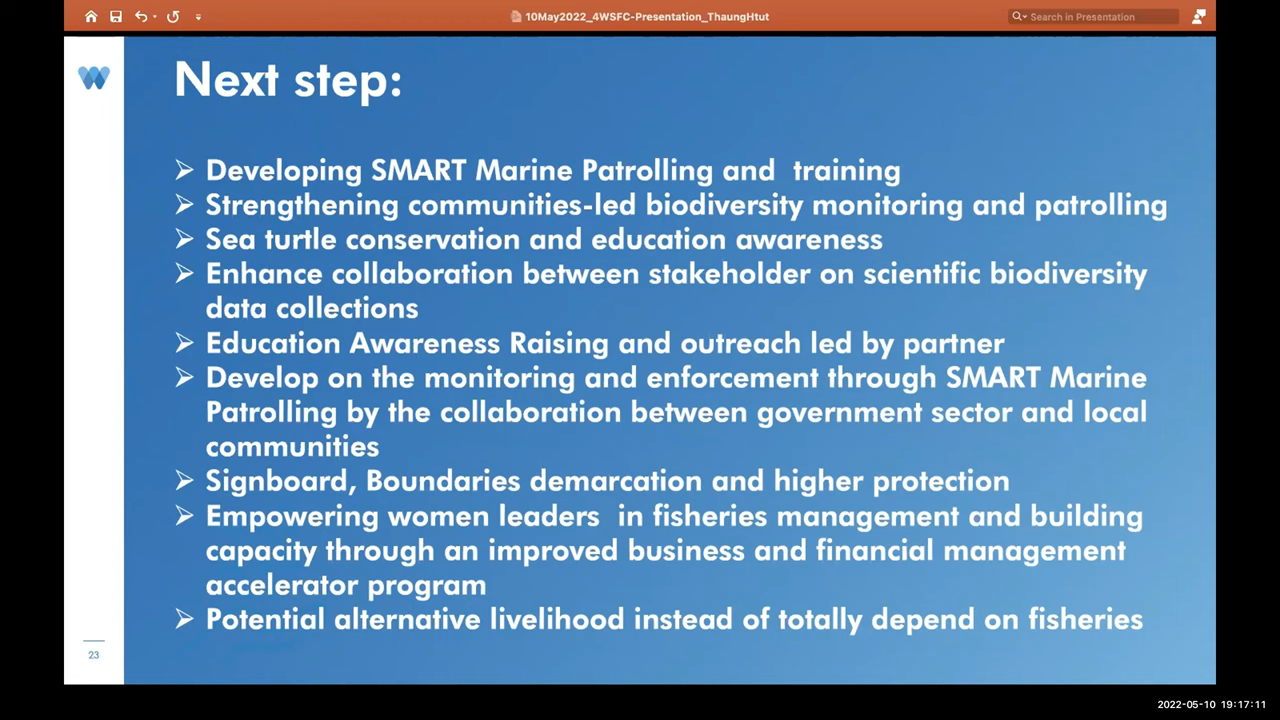 10May2022_4WSFC-Presentation_ThaungHtut
Search in Presentation
Next step:
➢ Developing SMART Marine Patrolling and  training
➢ Strengthening communities-led biodiversity monitoring and patrolling
➢ Sea turtle conservation and education awareness
➢ Enhance collaboration between stakeholder on scientific biodiversity
data collections
➢ Education Awareness Raising and outreach led by partner
➢ Develop on the monitoring and enforcement through SMART Marine
Patrolling by the collaboration between government sector and local
communities
➢ Signboard, Boundaries demarcation and higher protection
➢ Empowering women leaders  in fisheries management and building
capacity through an improved business and financial management
accelerator program
➢ Potential alternative livelihood instead of totally depend on fisheries
23
2022-05-10 19:17:11